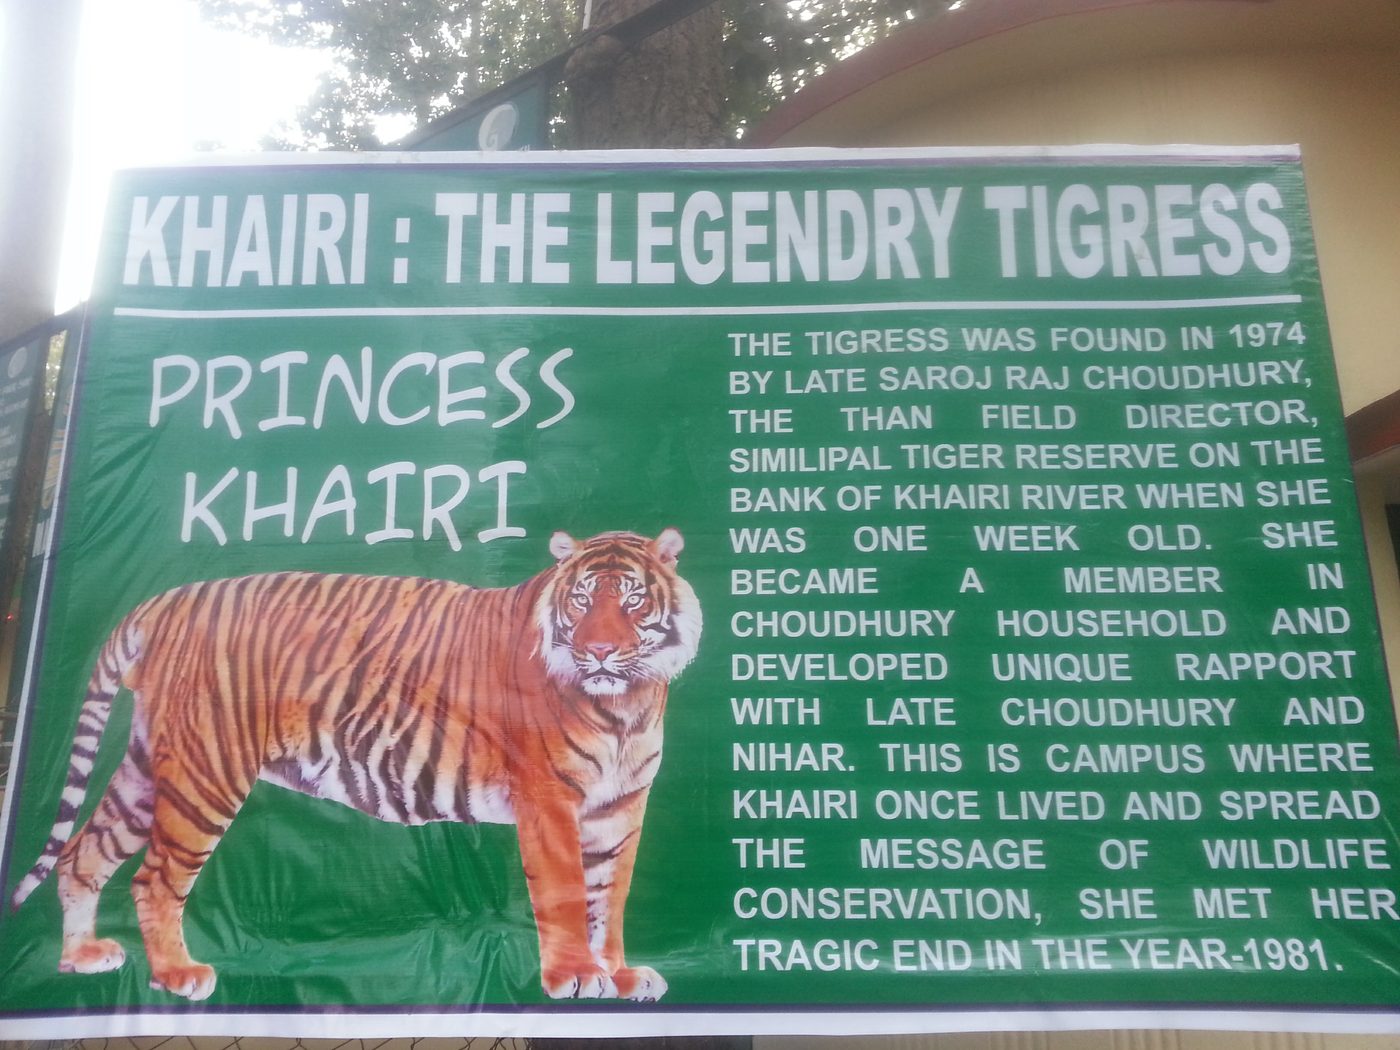 KHAIRI : THE LEGENDRY TIGRESS
PRINCESS
KHAIRI
THE TIGRESS WAS FOUND IN 1974
BY LATE SAROJ RAJ CHOUDHURY,
THE THAN FIELD DIRECTOR,
SIMILIPAL TIGER RESERVE ON THE
BANK OF KHAIRI RIVER WHEN SHE
WAS ONE WEEK OLD. SHE
BECAME A MEMBER IN
CHOUDHURY HOUSEHOLD AND
DEVELOPED UNIQUE RAPPORT
WITH LATE CHOUDHURY AND
NIHAR. THIS IS CAMPUS WHERE
KHAIRI ONCE LIVED AND SPREAD
THE MESSAGE OF WILDLIFE
CONSERVATION, SHE MET HER
TRAGIC END IN THE YEAR-1981.